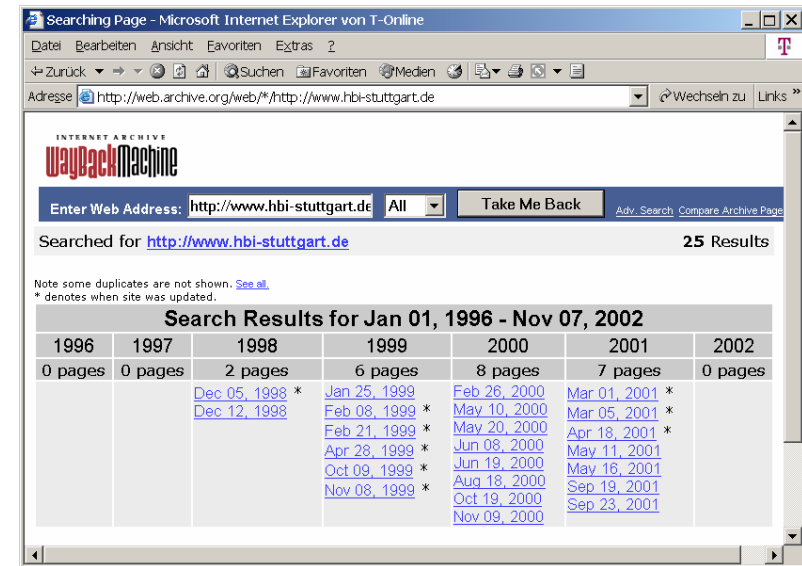 Searching Page - Microsoft Internet Explorer von T-Online
Datei Bearbeiten Ansicht Favoriten Extras ?
Zurück Suchen Favoriten Medien
Adresse http://web.archive.org/web/*/http://www.hbi-stuttgart.de Wechseln zu Links »
INTERNET ARCHIVE
WayBackMachine
Enter Web Address: http://www.hbi-stuttgart.de All Take Me Back Adv. Search Compare Archive Page
Searched for http://www.hbi-stuttgart.de 25 Results
Note some duplicates are not shown. See all.
* denotes when site was updated.
Search Results for Jan 01, 1996 - Nov 07, 2002
1996 1997 1998 1999 2000 2001 2002
0 pages 0 pages 2 pages 6 pages 8 pages 7 pages 0 pages
Dec 05, 1998 * Jan 25, 1999 Feb 26, 2000 Mar 01, 2001 *
Dec 12, 1998 Feb 08, 1999 * May 10, 2000 Mar 05, 2001 *
Feb 21, 1999 * May 20, 2000 Apr 18, 2001 *
Apr 28, 1999 * Jun 08, 2000 May 11, 2001
Oct 09, 1999 * Jun 19, 2000 May 16, 2001
Nov 08, 1999 * Aug 18, 2000 Sep 19, 2001
Oct 19, 2000 Sep 23, 2001
Nov 09, 2000